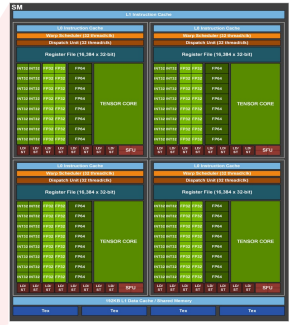 SM
L1 Instruction Cache
L0 Instruction Cache
Warp Scheduler (32 thread/clk)
Dispatch Unit (32 thread/clk)
Register File (16,384 x 32-bit)
INT32 INT32 FP32 FP32 FP64
INT32 INT32 FP32 FP32 FP64
INT32 INT32 FP32 FP32 FP64
INT32 INT32 FP32 FP32 FP64
TENSOR CORE
INT32 INT32 FP32 FP32 FP64
INT32 INT32 FP32 FP32 FP64
INT32 INT32 FP32 FP32 FP64
INT32 INT32 FP32 FP32 FP64
LD/ LD/ LD/ LD/ LD/ LD/ LD/ LD/
ST ST ST ST ST ST ST ST
SFU
L0 Instruction Cache
Warp Scheduler (32 thread/clk)
Dispatch Unit (32 thread/clk)
Register File (16,384 x 32-bit)
INT32 INT32 FP32 FP32 FP64
INT32 INT32 FP32 FP32 FP64
INT32 INT32 FP32 FP32 FP64
INT32 INT32 FP32 FP32 FP64
TENSOR CORE
INT32 INT32 FP32 FP32 FP64
INT32 INT32 FP32 FP32 FP64
INT32 INT32 FP32 FP32 FP64
INT32 INT32 FP32 FP32 FP64
LD/ LD/ LD/ LD/ LD/ LD/ LD/ LD/
ST ST ST ST ST ST ST ST
SFU
L0 Instruction Cache
Warp Scheduler (32 thread/clk)
Dispatch Unit (32 thread/clk)
Register File (16,384 x 32-bit)
INT32 INT32 FP32 FP32 FP64
INT32 INT32 FP32 FP32 FP64
INT32 INT32 FP32 FP32 FP64
INT32 INT32 FP32 FP32 FP64
TENSOR CORE
INT32 INT32 FP32 FP32 FP64
INT32 INT32 FP32 FP32 FP64
INT32 INT32 FP32 FP32 FP64
INT32 INT32 FP32 FP32 FP64
LD/ LD/ LD/ LD/ LD/ LD/ LD/ LD/
ST ST ST ST ST ST ST ST
SFU
L0 Instruction Cache
Warp Scheduler (32 thread/clk)
Dispatch Unit (32 thread/clk)
Register File (16,384 x 32-bit)
INT32 INT32 FP32 FP32 FP64
INT32 INT32 FP32 FP32 FP64
INT32 INT32 FP32 FP32 FP64
INT32 INT32 FP32 FP32 FP64
TENSOR CORE
INT32 INT32 FP32 FP32 FP64
INT32 INT32 FP32 FP32 FP64
INT32 INT32 FP32 FP32 FP64
INT32 INT32 FP32 FP32 FP64
LD/ LD/ LD/ LD/ LD/ LD/ LD/ LD/
ST ST ST ST ST ST ST ST
SFU
192KB L1 Data Cache / Shared Memory
Tex Tex Tex Tex